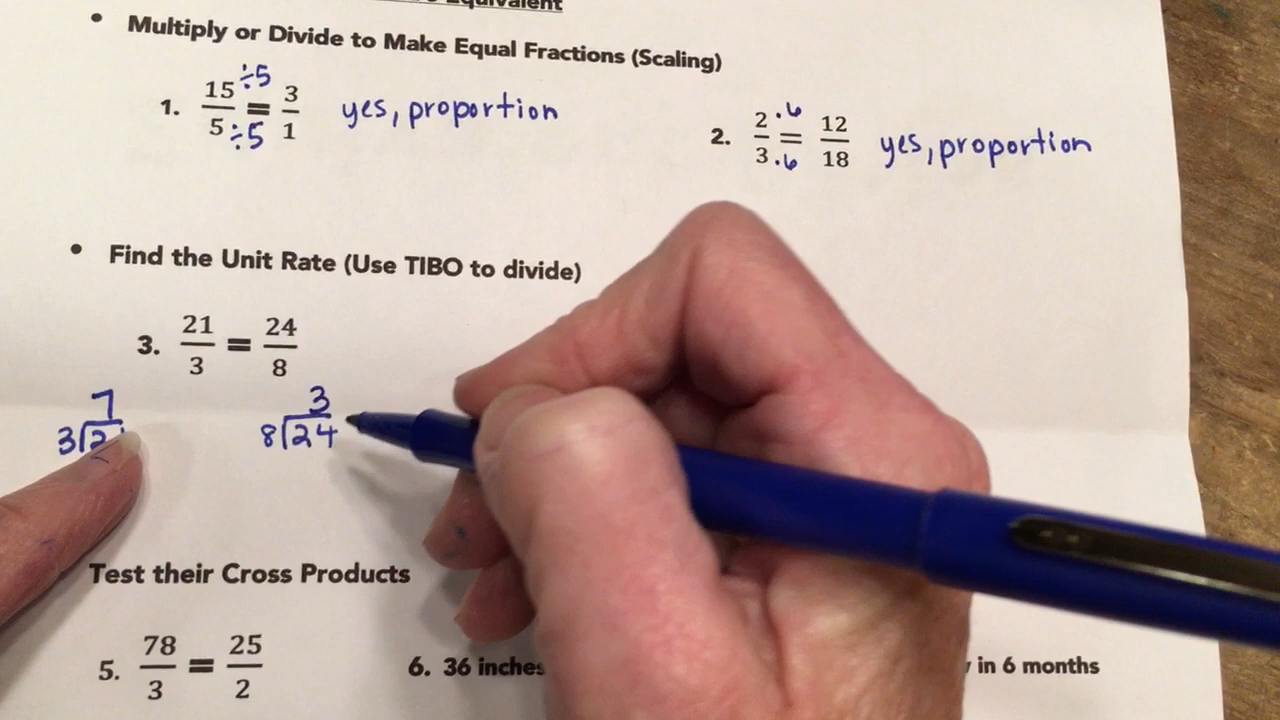 Equivalent
• Multiply or Divide to Make Equal Fractions (Scaling)
1. 15/5 = 3/1 ÷5 ÷5 yes, proportion
2. 2/3 = 12/18 ·6 ·6 yes, proportion
• Find the Unit Rate (Use TIBO to divide)
3. 21/3 = 24/8
7
3
8 24 3
Test their Cross Products
5. 78/3 = 25/2
6. 36 inches
in 6 months